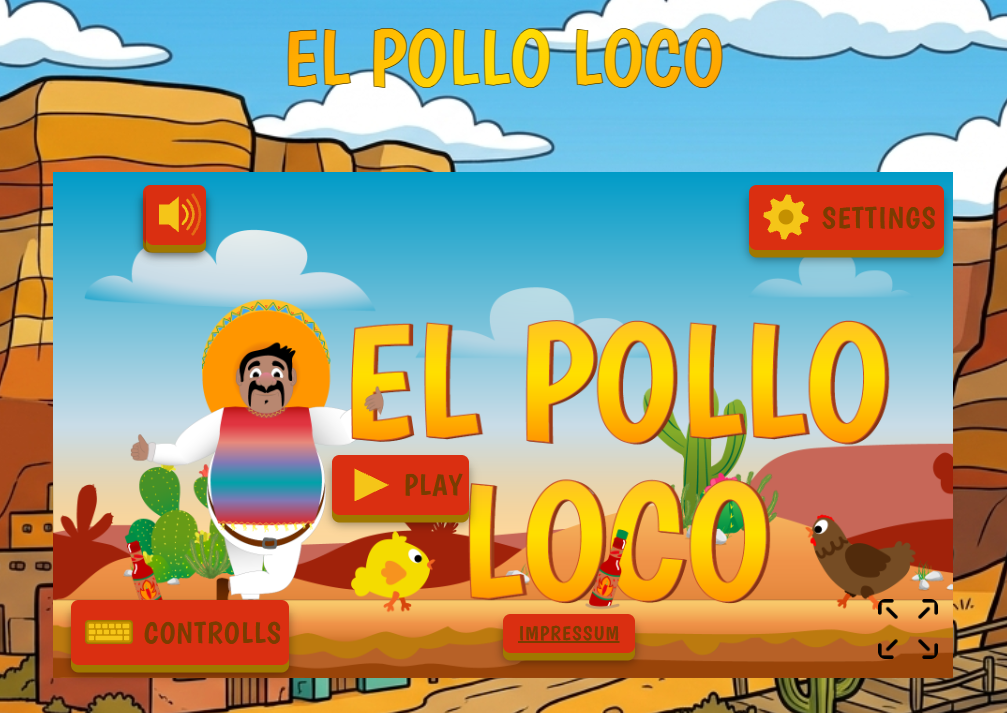 EL POLLO LOCO
SETTINGS
EL POLLO
LOCO
PLAY
CONTROLLS
IMPRESSUM